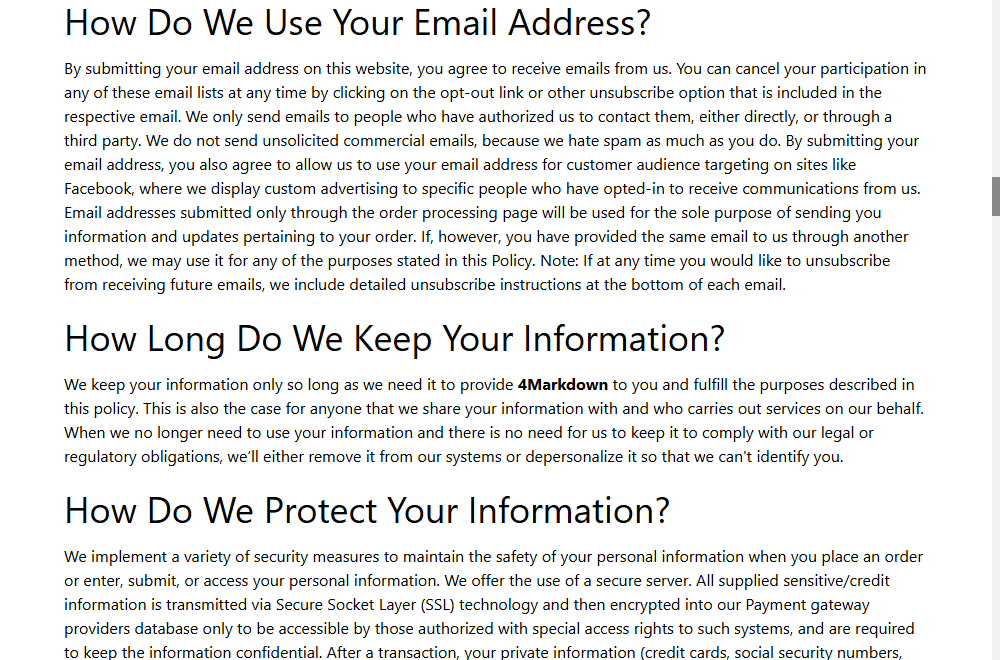 How Do We Use Your Email Address?
By submitting your email address on this website, you agree to receive emails from us. You can cancel your participation in
any of these email lists at any time by clicking on the opt-out link or other unsubscribe option that is included in the
respective email. We only send emails to people who have authorized us to contact them, either directly, or through a
third party. We do not send unsolicited commercial emails, because we hate spam as much as you do. By submitting your
email address, you also agree to allow us to use your email address for customer audience targeting on sites like
Facebook, where we display custom advertising to specific people who have opted-in to receive communications from us.
Email addresses submitted only through the order processing page will be used for the sole purpose of sending you
information and updates pertaining to your order. If, however, you have provided the same email to us through another
method, we may use it for any of the purposes stated in this Policy. Note: If at any time you would like to unsubscribe
from receiving future emails, we include detailed unsubscribe instructions at the bottom of each email.
How Long Do We Keep Your Information?
We keep your information only so long as we need it to provide 4Markdown to you and fulfill the purposes described in
this policy. This is also the case for anyone that we share your information with and who carries out services on our behalf.
When we no longer need to use your information and there is no need for us to keep it to comply with our legal or
regulatory obligations, we’ll either remove it from our systems or depersonalize it so that we can't identify you.
How Do We Protect Your Information?
We implement a variety of security measures to maintain the safety of your personal information when you place an order
or enter, submit, or access your personal information. We offer the use of a secure server. All supplied sensitive/credit
information is transmitted via Secure Socket Layer (SSL) technology and then encrypted into our Payment gateway
providers database only to be accessible by those authorized with special access rights to such systems, and are required
to keep the information confidential. After a transaction, your private information (credit cards, social security numbers,